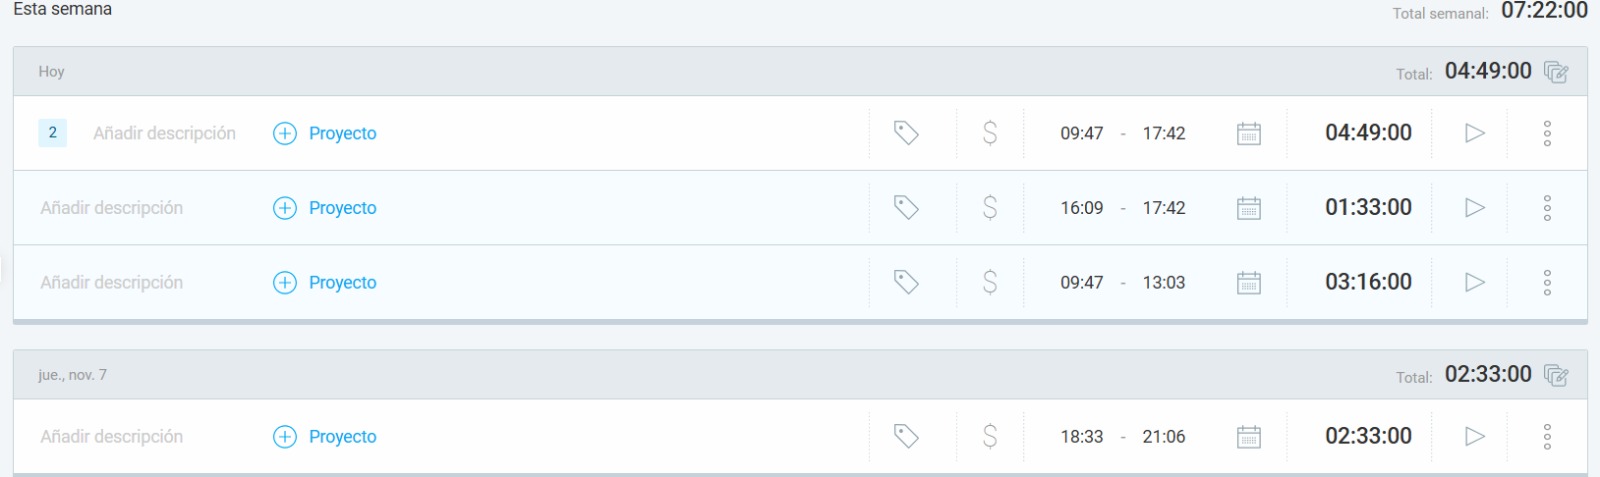 Esta semana Total semanal: 07:22:00
Hoy Total: 04:49:00
2 Añadir descripción Proyecto $ 09:47 - 17:42 04:49:00
Añadir descripción Proyecto $ 16:09 - 17:42 01:33:00
Añadir descripción Proyecto $ 09:47 - 13:03 03:16:00
jue., nov. 7 Total: 02:33:00
Añadir descripción Proyecto $ 18:33 - 21:06 02:33:00